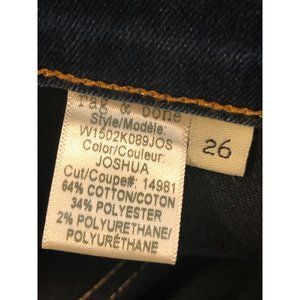 rag & bone
Style/Modèle:
W1502K089JOS
Color/Couleur:
JOSHUA
Cut/Coupe#: 14981
64% COTTON/COTON
34% POLYESTER
2% POLYURETHANE/
POLYURÉTHANE
26